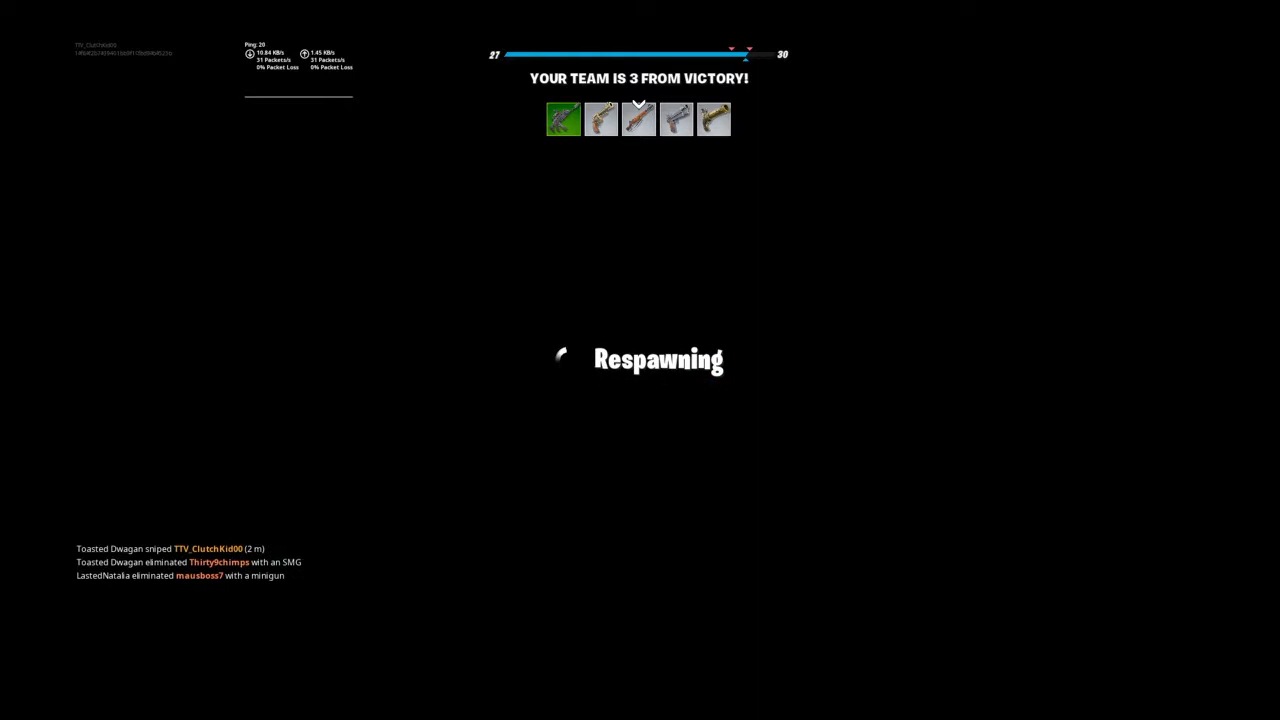 TTV_ClutchKid00
Ping: 20
10.84 KB/s 1.45 KB/s
31 Packets/s 31 Packets/s
0% Packet Loss 0% Packet Loss
27 30
YOUR TEAM IS 3 FROM VICTORY!
Respawning
Toasted Dwagan sniped TTV_ClutchKid00 (2 m)
Toasted Dwagan eliminated Thirty9chimps with an SMG
LastedNatalia eliminated mausboss7 with a minigun